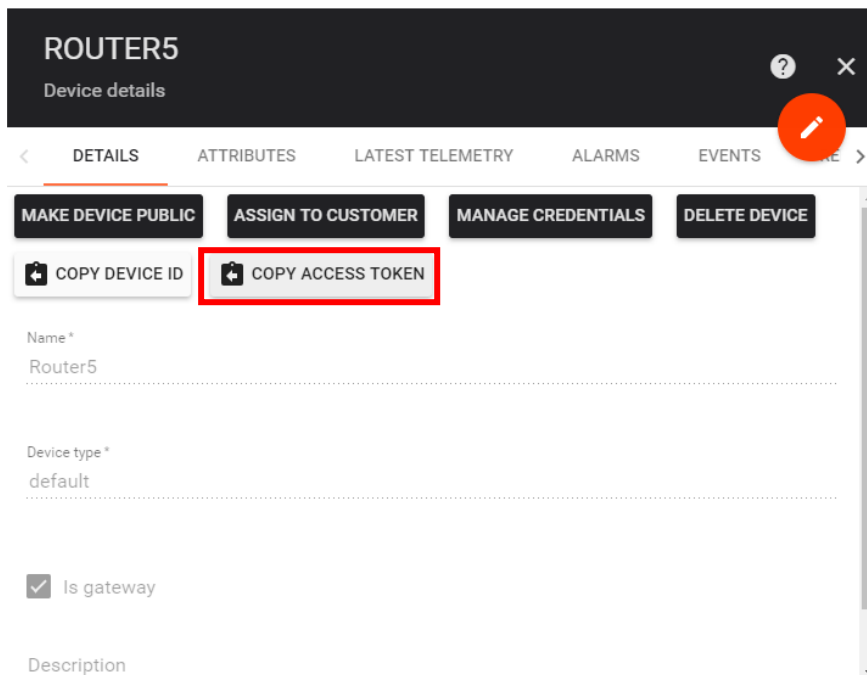 ROUTER5
Device details
DETAILS ATTRIBUTES LATEST TELEMETRY ALARMS EVENTS
MAKE DEVICE PUBLIC ASSIGN TO CUSTOMER MANAGE CREDENTIALS DELETE DEVICE
COPY DEVICE ID COPY ACCESS TOKEN
Name*
Router5
Device type*
default
Is gateway
Description